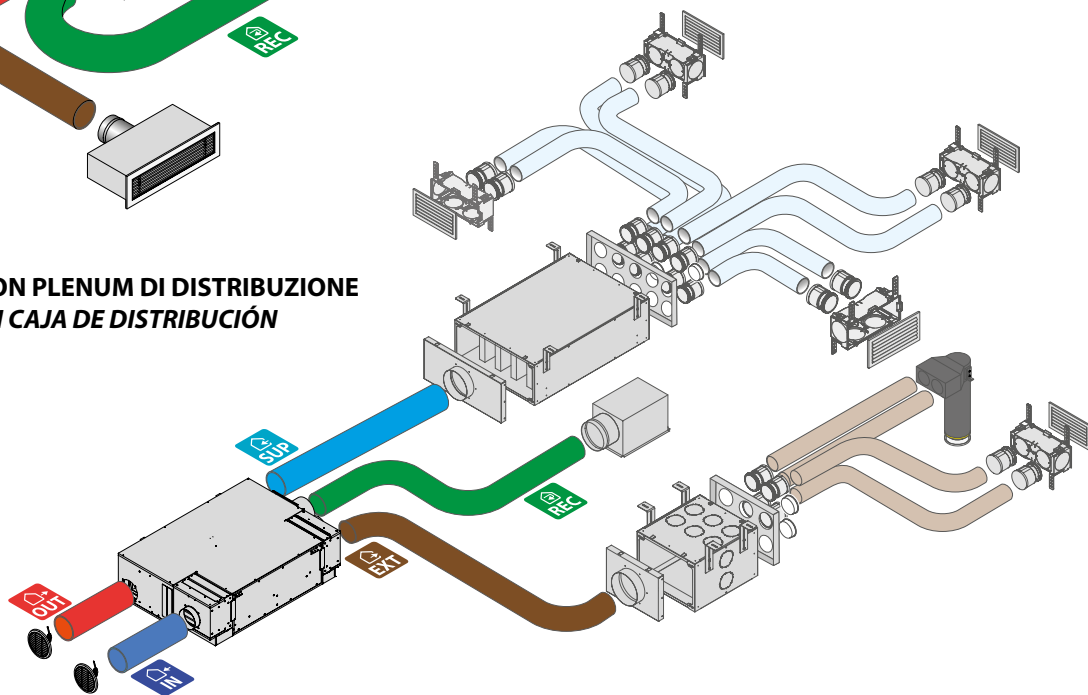 REC
ON PLENUM DI DISTRIBUZIONE
N CAJA DE DISTRIBUCIÓN
SUP
REC
EXT
OUT
IN